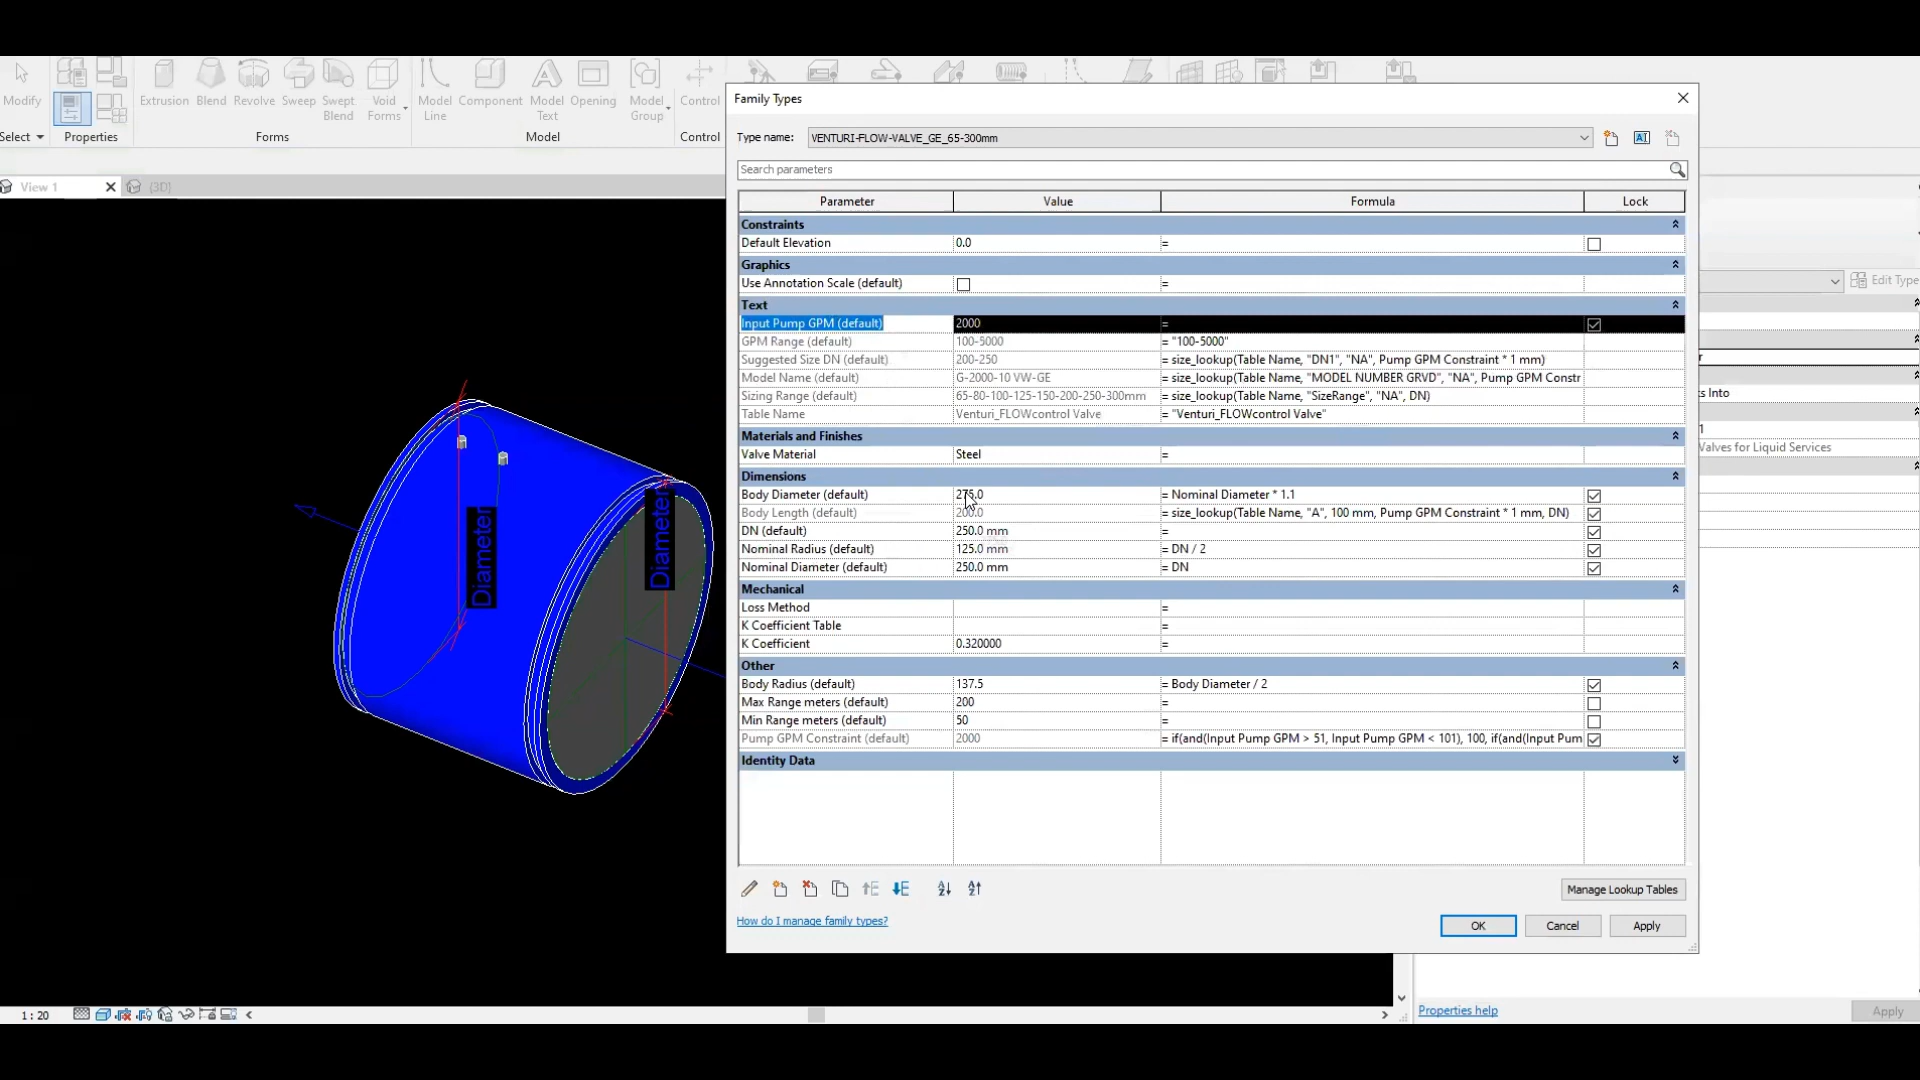 Modify
Extrusion
Blend
Revolve
Sweep
Swept Blend
Void Forms
Model Line
Component
Model Text
Opening
Model Group
Control
Select
Properties
Forms
Model
Control
View 1
{3D}
Family Types
Type name: VENTURI-FLOW-VALVE_GE_65-300mm
Search parameters
Parameter Value Formula Lock
Constraints
Default Elevation 0.0 =
Graphics
Use Annotation Scale (default) =
Text
Input Pump GPM (default) 2000 =
GPM Range (default) 100-5000 = "100-5000"
Suggested Size DN (default) 200-250 = size_lookup(Table Name, "DN1", "NA", Pump GPM Constraint * 1 mm)
Model Name (default) G-2000-10 VW-GE = size_lookup(Table Name, "MODEL NUMBER GRVD", "NA", Pump GPM Constr
Sizing Range (default) 65-80-100-125-150-200-250-300mm = size_lookup(Table Name, "SizeRange", "NA", DN)
Table Name Venturi_FLOWcontrol Valve = "Venturi_FLOWcontrol Valve"
Materials and Finishes
Valve Material Steel =
Dimensions
Body Diameter (default) 275.0 = Nominal Diameter * 1.1
Body Length (default) 200.0 = size_lookup(Table Name, "A", 100 mm, Pump GPM Constraint * 1 mm, DN)
DN (default) 250.0 mm =
Nominal Radius (default) 125.0 mm = DN / 2
Nominal Diameter (default) 250.0 mm = DN
Mechanical
Loss Method =
K Coefficient Table =
K Coefficient 0.320000 =
Other
Body Radius (default) 137.5 = Body Diameter / 2
Max Range meters (default) 200 =
Min Range meters (default) 50 =
Pump GPM Constraint (default) 2000 = if(and(Input Pump GPM > 51, Input Pump GPM < 101), 100, if(and(Input Pum
Identity Data
Manage Lookup Tables
How do I manage family types?
OK Cancel Apply
Diameter
Diameter
Edit Type
r
s Into
1
Valves for Liquid Services
1 : 20
Properties help
Apply